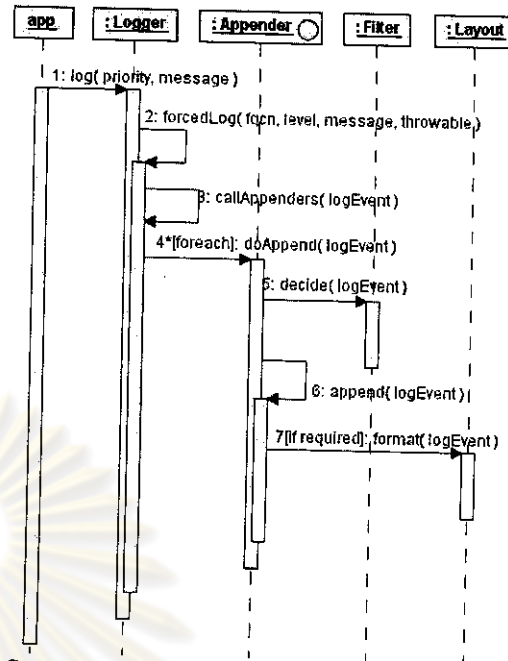 app
: Logger
: Appender
: Filter
: Layout
1: log( priority, message )
2: forcedLog( fqcn, level, message, throwable )
3: callAppenders( logEvent )
4*[foreach]: doAppend( logEvent )
5: decide( logEvent )
6: append( logEvent )
7[if required]: format( logEvent )